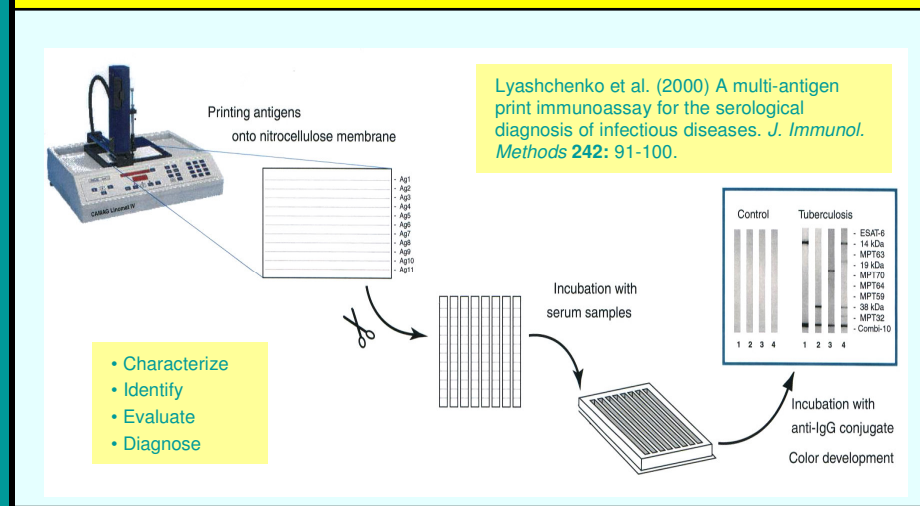 Printing antigens
onto nitrocellulose membrane
Lyashchenko et al. (2000) A multi-antigen
print immunoassay for the serological
diagnosis of infectious diseases. J. Immunol.
Methods 242: 91-100.
CAMAG Linomat IV
- Ag1
- Ag2
- Ag3
- Ag4
- Ag5
- Ag6
- Ag7
- Ag8
- Ag9
- Ag10
- Ag11
Incubation with
serum samples
Control
Tuberculosis
- ESAT-6
- 14 kDa
- MPT63
- 19 kDa
- MPT70
- MPT64
- MPT59
- 38 kDa
- MPT32
- Combi-10
1 2 3 4
1 2 3 4
• Characterize
• Identify
• Evaluate
• Diagnose
Incubation with
anti-IgG conjugate
Color development